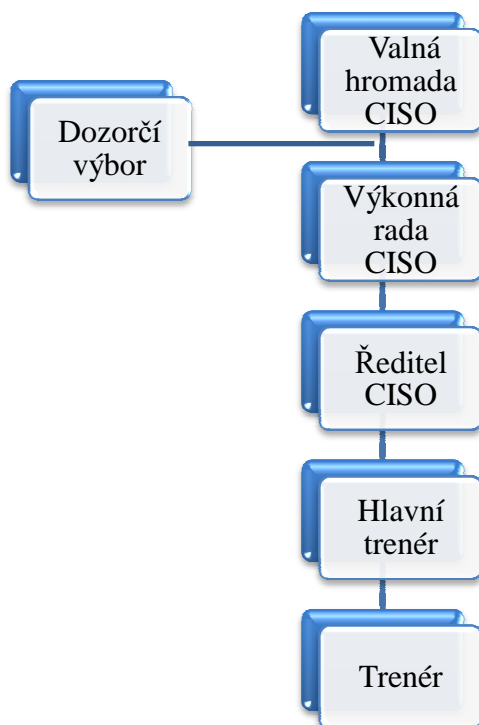 Valná
hromada
CISO
Dozorčí
výbor
Výkonná
rada
CISO
Ředitel
CISO
Hlavní
trenér
Trenér